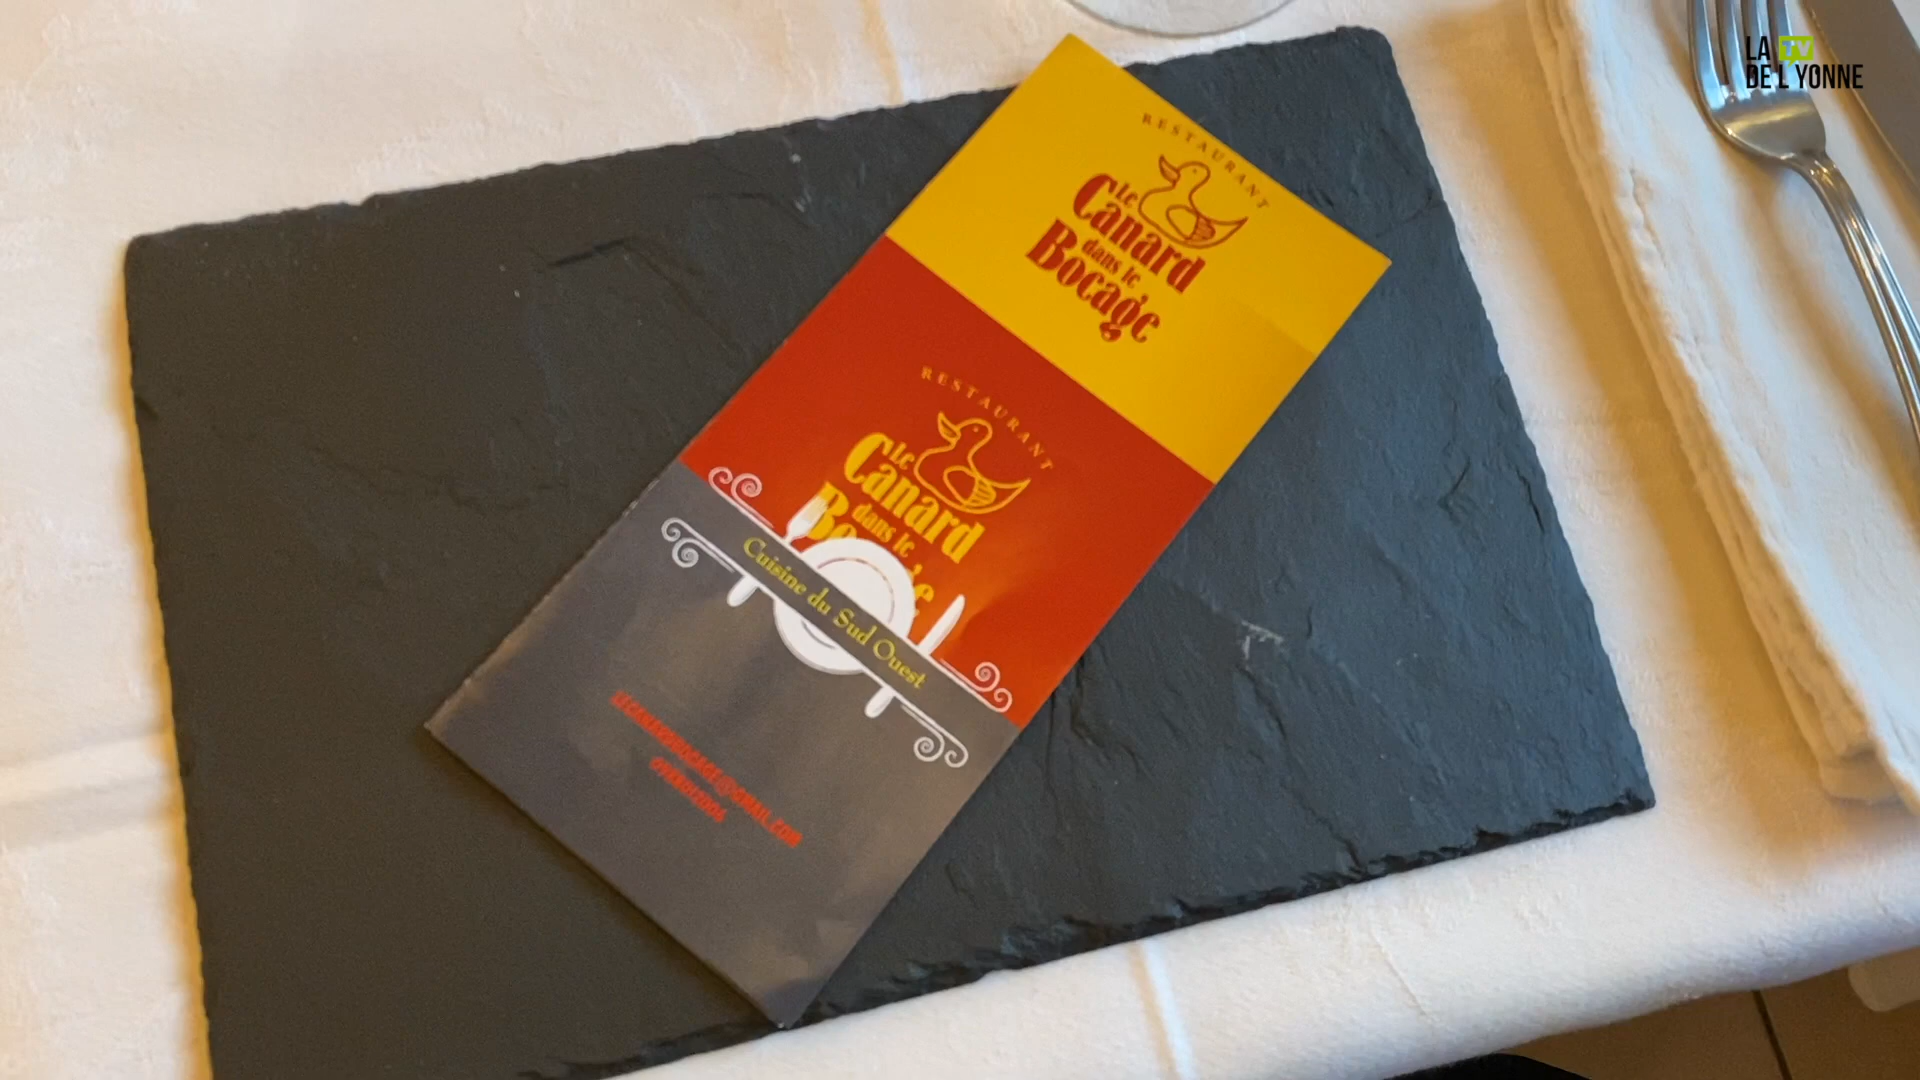 LA TV
DE L YONNE
RESTAURANT
Le
Canard
dans le
Bocage
RESTAURANT
Le
Canard
dans le
Cuisine du Sud Ouest